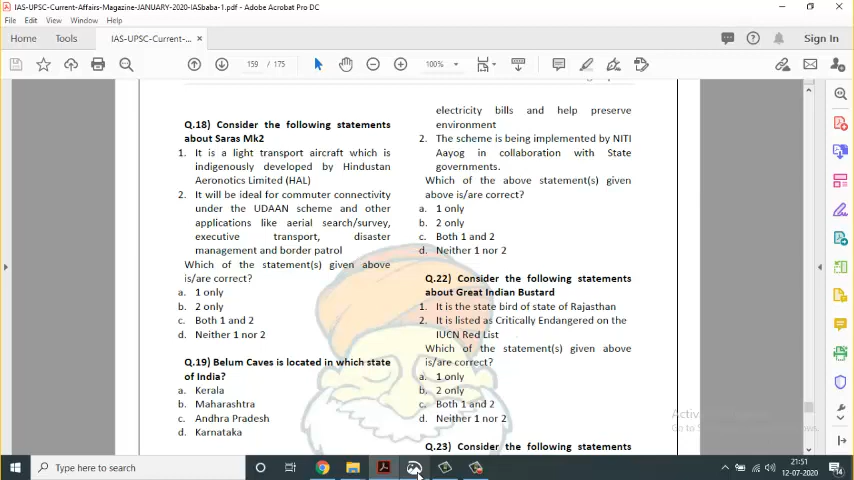 IAS-UPSC-Current-Affairs-Magazine-JANUARY-2020-IASbaba-1.pdf - Adobe Acrobat Pro DC
File Edit View Window Help
Home Tools IAS-UPSC-Current-... × Sign In
159 / 175 100%
Q.18) Consider the following statements
about Saras Mk2
1. It is a light transport aircraft which is
indigenously developed by Hindustan
Aeronotics Limited (HAL)
2. It will be ideal for commuter connectivity
under the UDAAN scheme and other
applications like aerial search/survey,
executive transport, disaster
management and border patrol
Which of the statement(s) given above
is/are correct?
a. 1 only
b. 2 only
c. Both 1 and 2
d. Neither 1 nor 2
Q.19) Belum Caves is located in which state
of India?
a. Kerala
b. Maharashtra
c. Andhra Pradesh
d. Karnataka
electricity bills and help preserve
environment
2. The scheme is being implemented by NITI
Aayog in collaboration with State
governments.
Which of the above statement(s) given
above is/are correct?
a. 1 only
b. 2 only
c. Both 1 and 2
d. Neither 1 nor 2
Q.22) Consider the following statements
about Great Indian Bustard
1. It is the state bird of state of Rajasthan
2. It is listed as Critically Endangered on the
IUCN Red List
Which of the statement(s) given above
is/are correct?
a. 1 only
b. 2 only
c. Both 1 and 2
d. Neither 1 nor 2
Q.23) Consider the following statements
Type here to search
21:51
12-07-2020